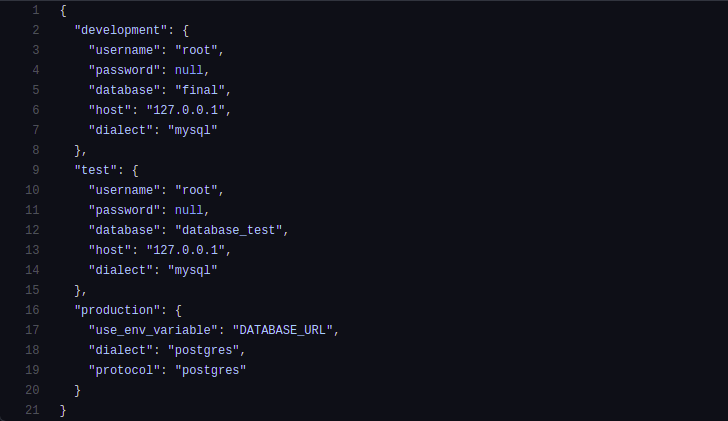 1 {
2   "development": {
3     "username": "root",
4     "password": null,
5     "database": "final",
6     "host": "127.0.0.1",
7     "dialect": "mysql"
8   },
9   "test": {
10     "username": "root",
11     "password": null,
12     "database": "database_test",
13     "host": "127.0.0.1",
14     "dialect": "mysql"
15   },
16   "production": {
17     "use_env_variable": "DATABASE_URL",
18     "dialect": "postgres",
19     "protocol": "postgres"
20   }
21 }